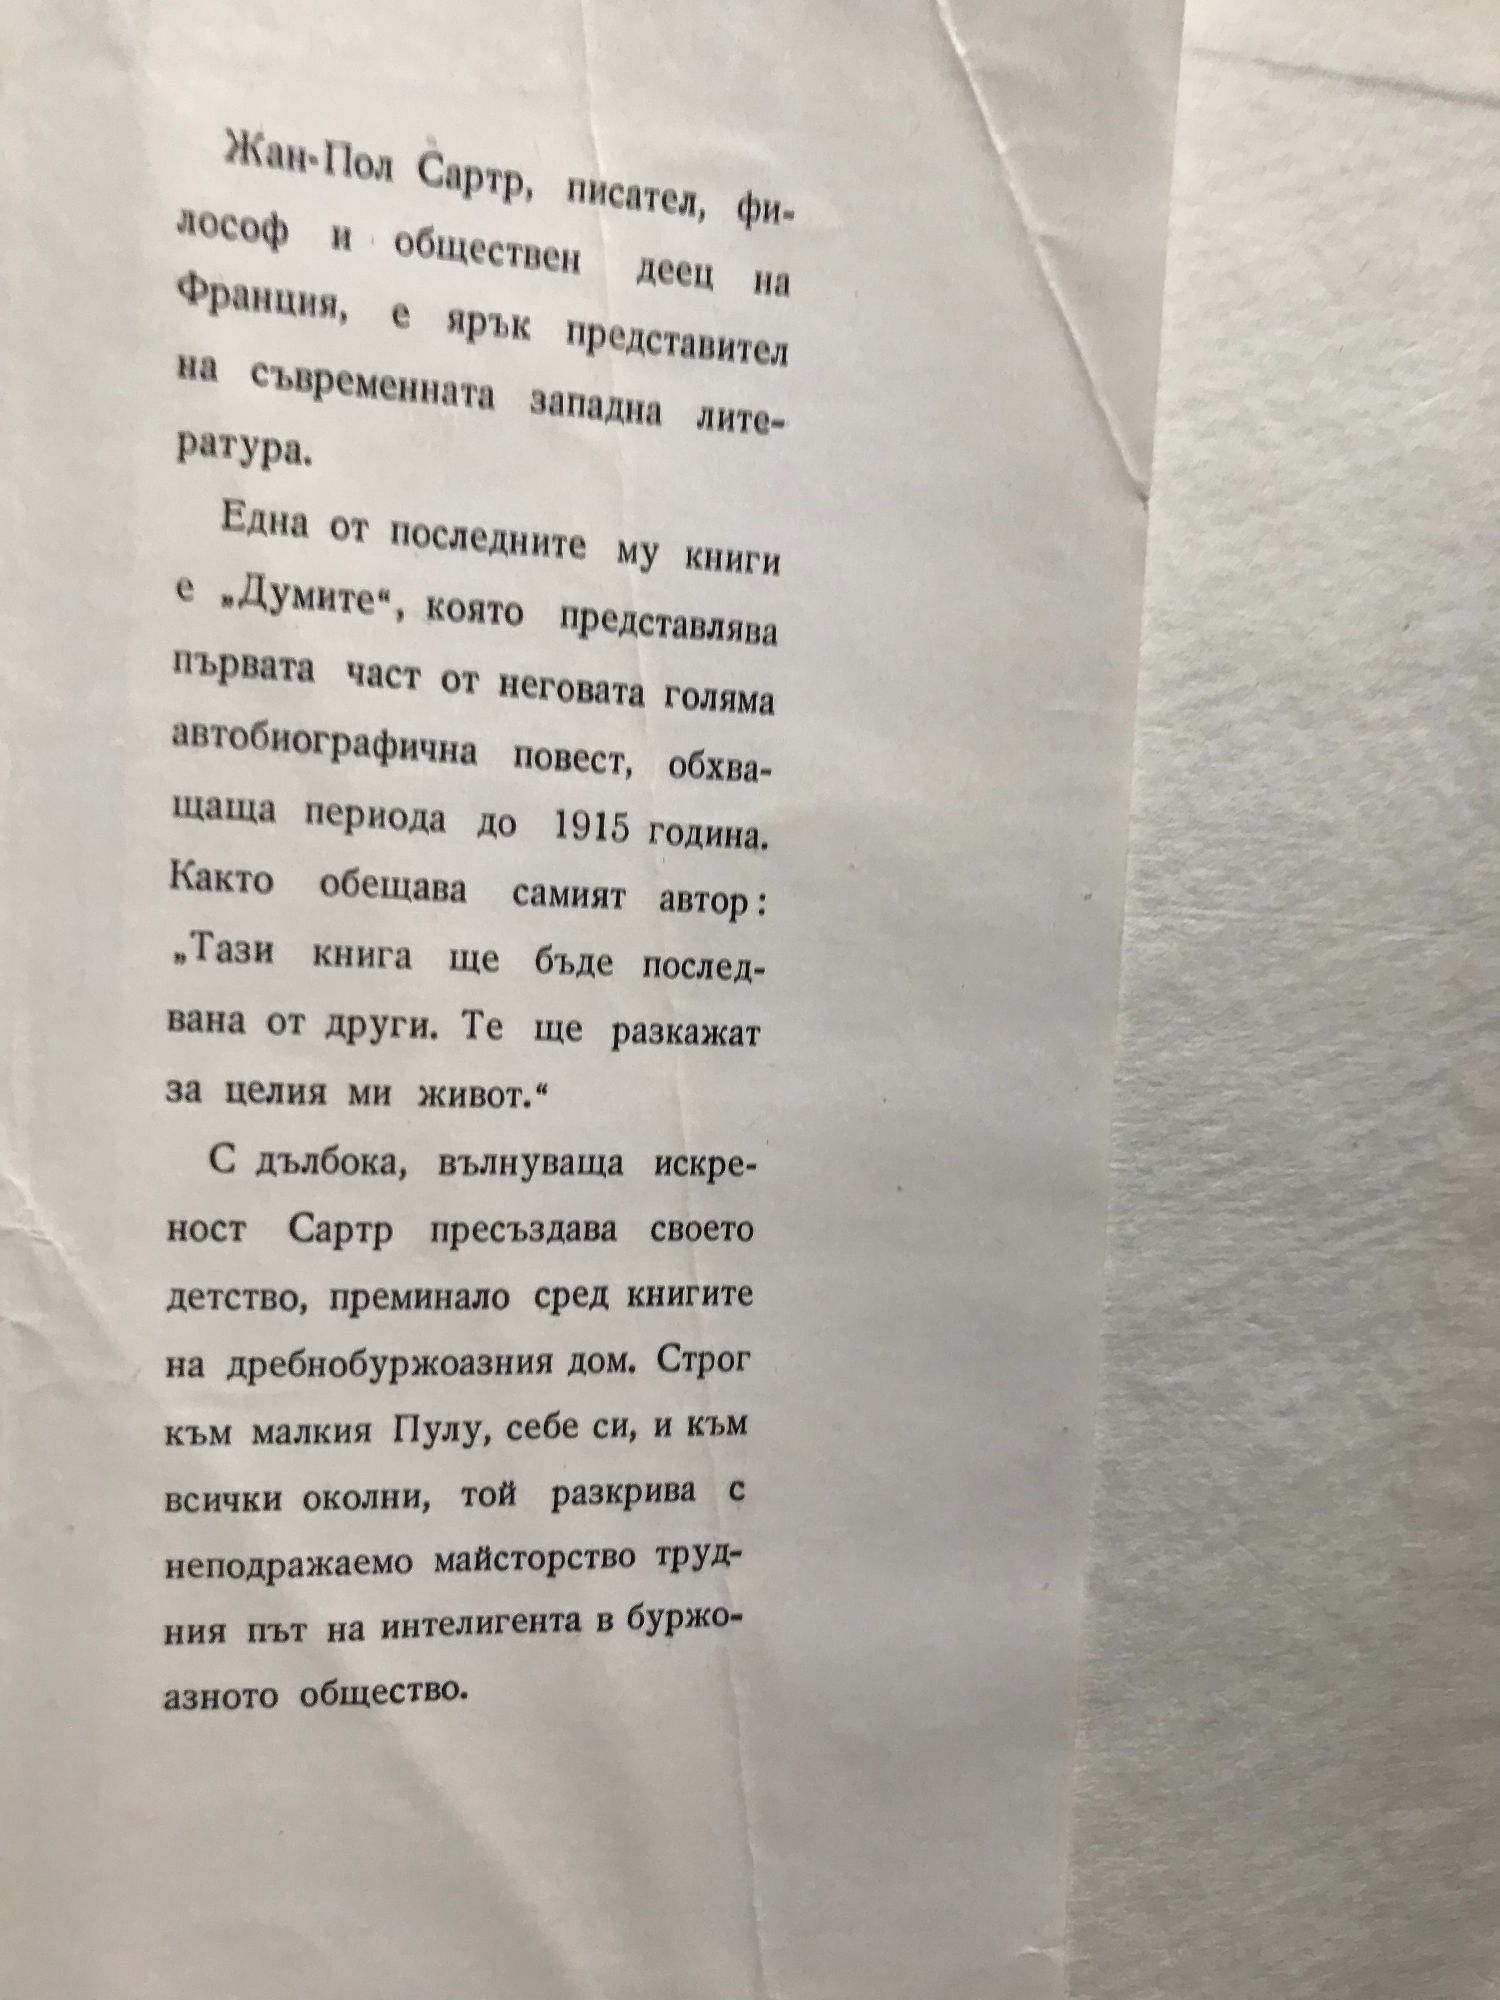 Жан-Пол Сартр, писател, фи-
лософ и обществен деец на
Франция, е ярък представител
на съвременната западна лите-
ратура.
Една от последните му книги
е „Думите“, която представлява
първата част от неговата голяма
автобиографична повест, обхва-
щаща периода до 1915 година.
Както обещава самият автор:
„Тази книга ще бъде послед-
вана от други. Те ще разкажат
за целия ми живот.“
С дълбока, вълнуваща искре-
ност Сартр пресъздава своето
детство, преминало сред книгите
на дребнобуржоазния дом. Строг
към малкия Пулу, себе си, и към
всички околни, той разкрива с
неподражаемо майсторство труд-
ния път на интелигента в буржо-
азното общество.